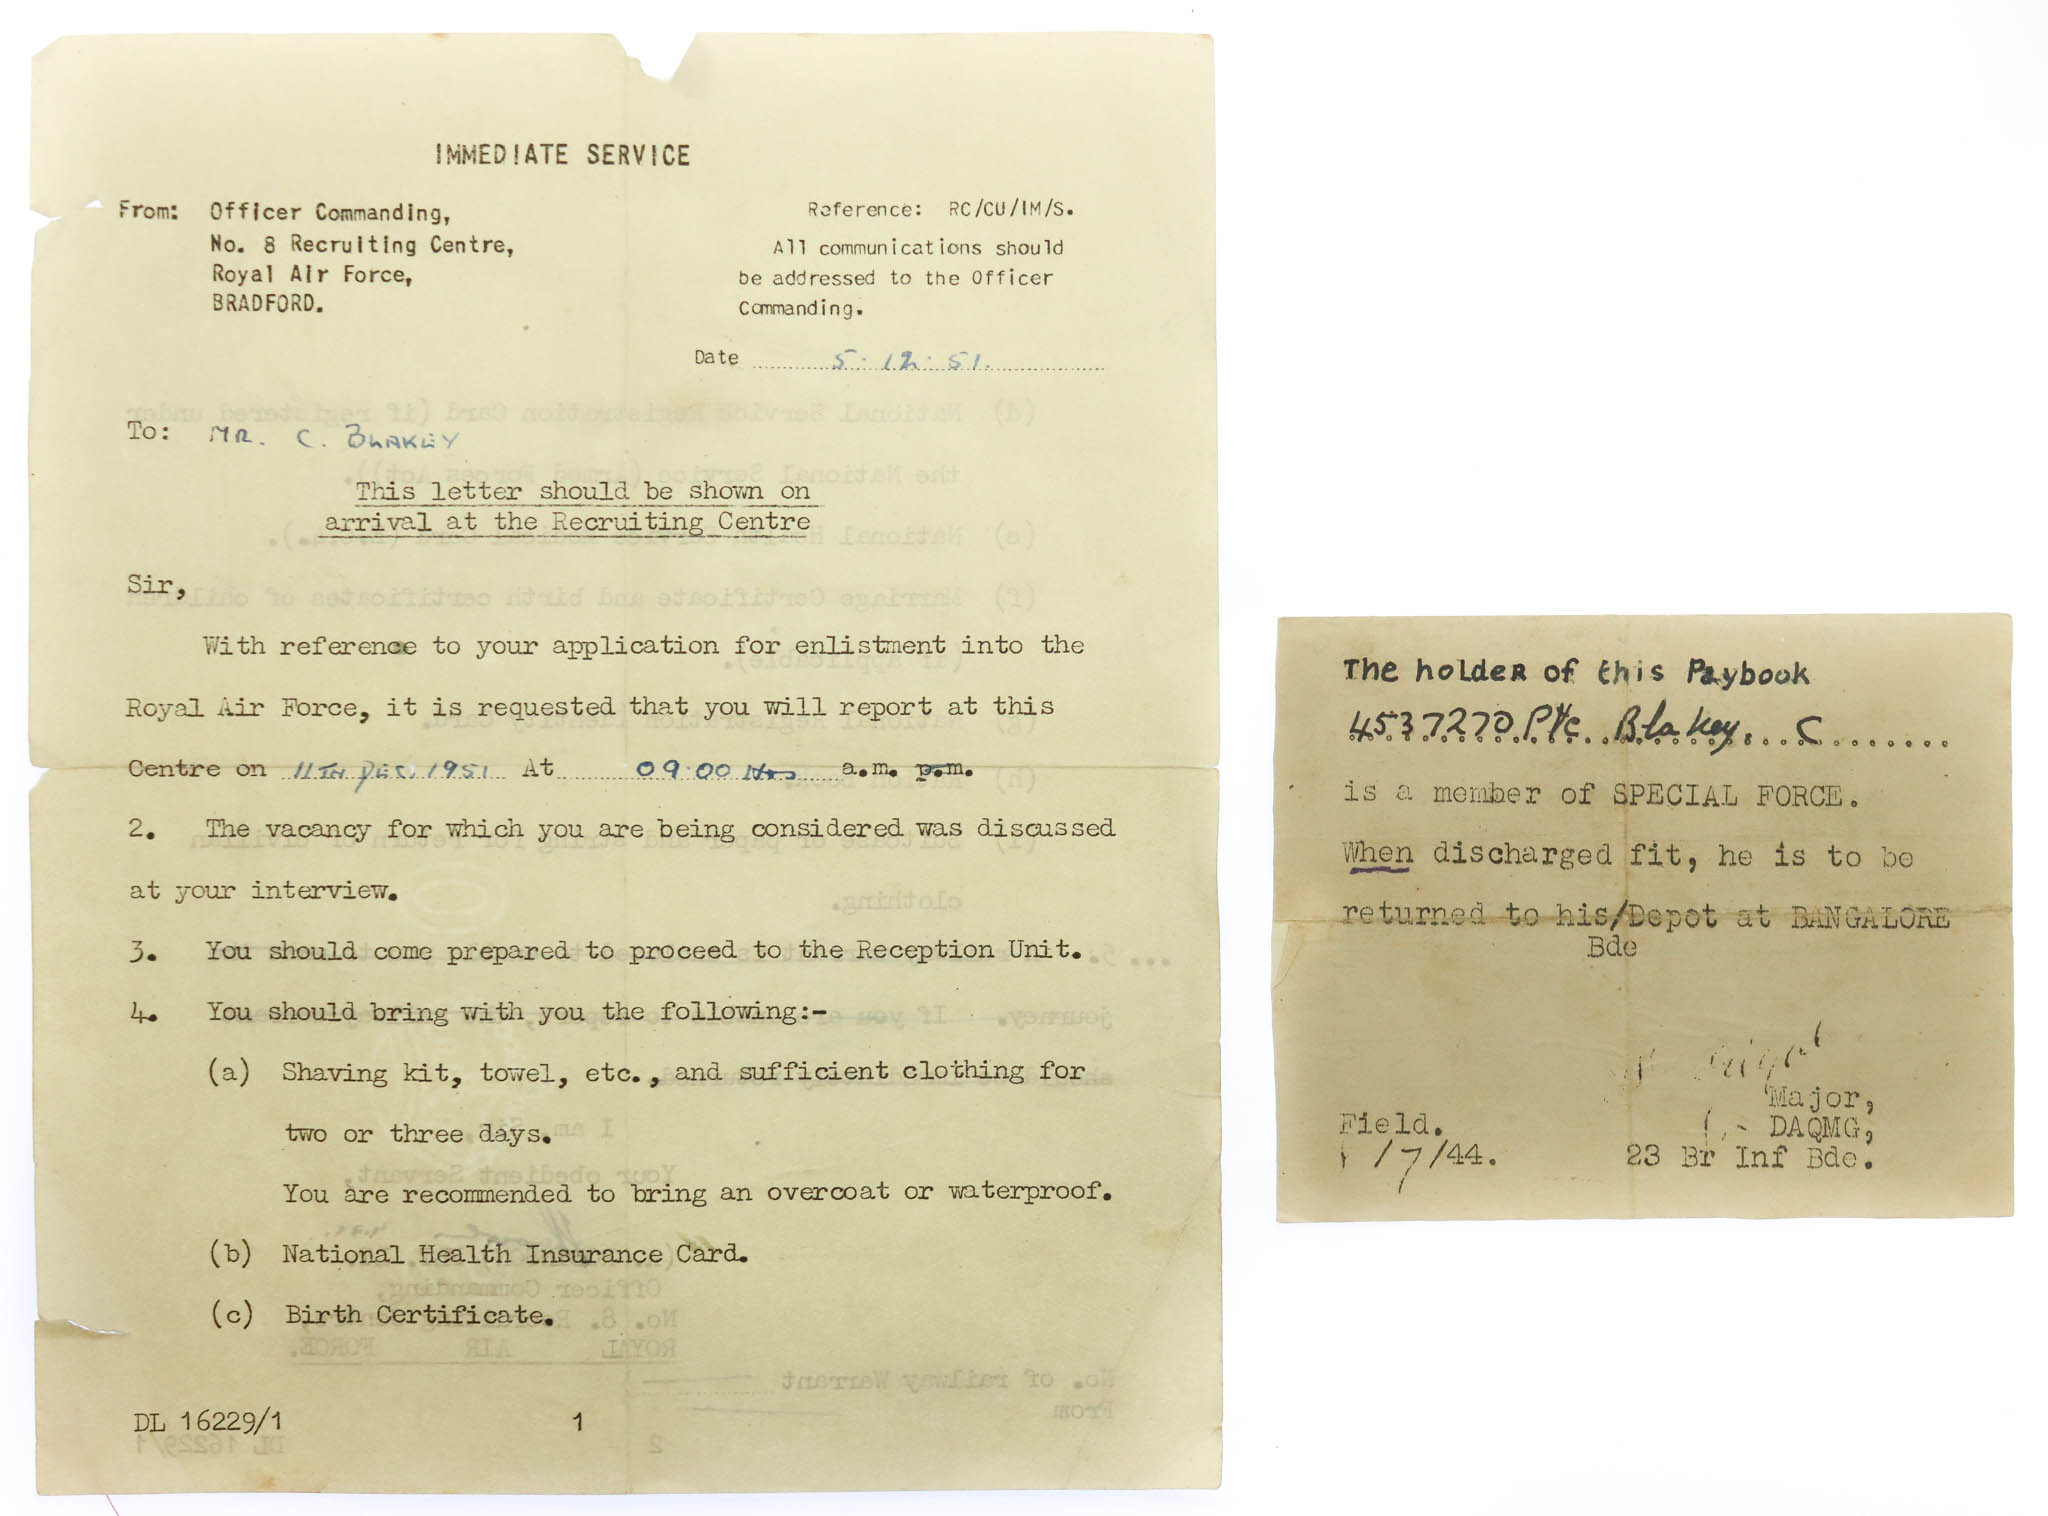 IMMEDIATE SERVICE
From: Officer Commanding,
No. 8 Recruiting Centre,
Royal Air Force,
BRADFORD.
Reference: RC/CU/IM/S.
All communications should
be addressed to the Officer
Commanding.
Date 5.12.51.
To: MR. C. BLAKEY
This letter should be shown on
arrival at the Recruiting Centre
Sir,
With reference to your application for enlistment into the
Royal Air Force, it is requested that you will report at this
Centre on 11TH DEC. 1951 At 09.00 Hrs a.m. p.m.
2. The vacancy for which you are being considered was discussed
at your interview.
3. You should come prepared to proceed to the Reception Unit.
4. You should bring with you the following:-
(a) Shaving kit, towel, etc., and sufficient clothing for
two or three days.
You are recommended to bring an overcoat or waterproof.
(b) National Health Insurance Card.
(c) Birth Certificate.
DL 16229/1 1
The holder of this Paybook
4537270 Pte. Blakey. C
is a member of SPECIAL FORCE.
When discharged fit, he is to be
returned to his/Depot at BANGALORE
Bde
Major,
DAQMG,
23 Br Inf Bde.
Field.
/7/44.